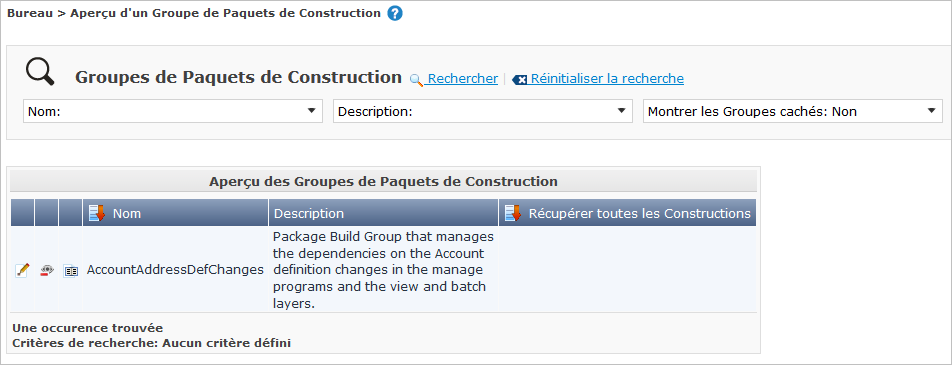 Bureau > Aperçu d'un Groupe de Paquets de Construction ?
Groupes de Paquets de Construction Rechercher | Réinitialiser la recherche
Nom: Description: Montrer les Groupes cachés: Non
Aperçu des Groupes de Paquets de Construction
Nom Description Récupérer toutes les Constructions
AccountAddressDefChanges
Package Build Group that manages
the dependencies on the Account
definition changes in the manage
programs and the view and batch
layers.
Une occurence trouvée
Critères de recherche: Aucun critère défini